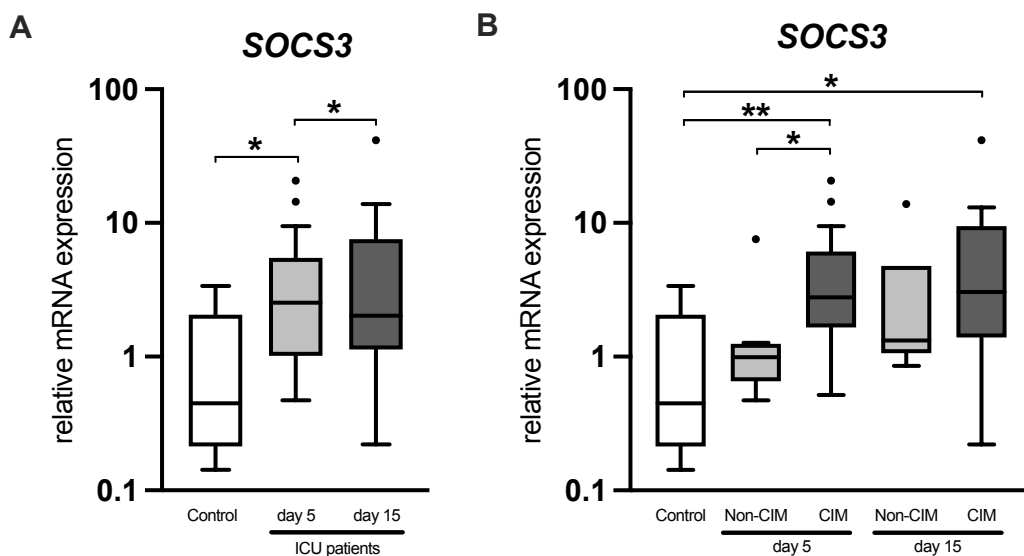 A
SOCS3
relative mRNA expression
100
10
1
0.1
*
*
Control
day 5
day 15
ICU patients
B
SOCS3
relative mRNA expression
100
10
1
0.1
*
**
*
Control
Non-CIM
CIM
Non-CIM
CIM
day 5
day 15